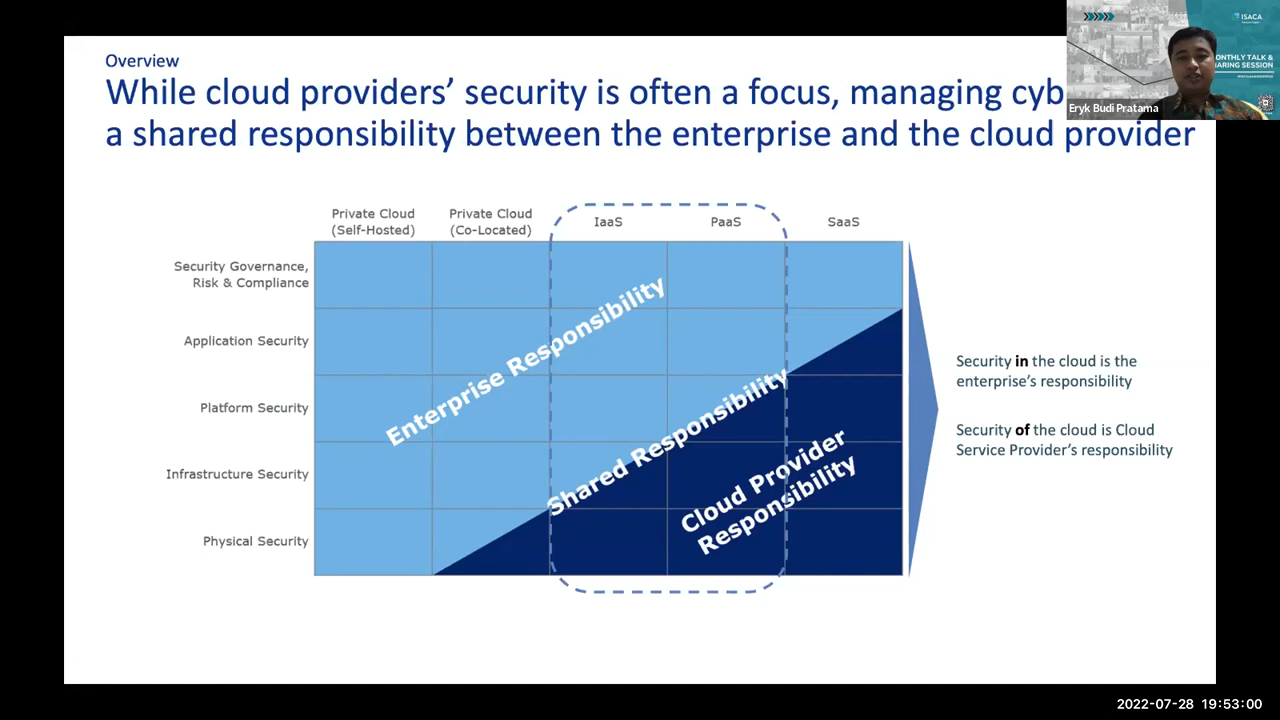 Overview
While cloud providers’ security is often a focus, managing cyb
a shared responsibility between the enterprise and the cloud provider
ISACA
ONTHLY TALK &
ARING SESSION
Eryk Budi Pratama
Private Cloud
(Self-Hosted)
Private Cloud
(Co-Located)
IaaS
PaaS
SaaS
Security Governance,
Risk & Compliance
Application Security
Platform Security
Infrastructure Security
Physical Security
Enterprise Responsibility
Shared Responsibility
Cloud Provider
Responsibility
Security in the cloud is the
enterprise’s responsibility
Security of the cloud is Cloud
Service Provider’s responsibility
2022-07-28 19:53:00